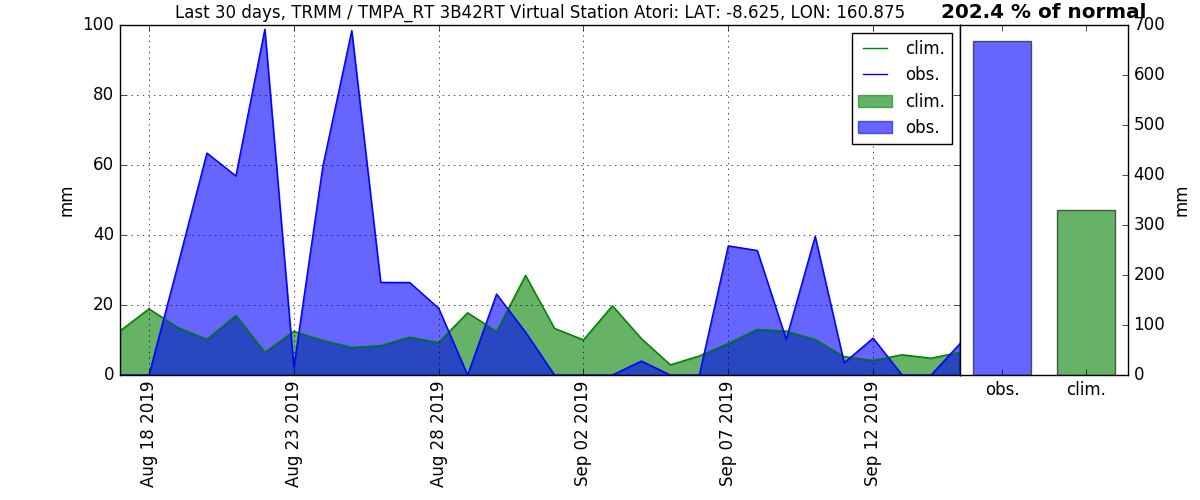 Last 30 days, TRMM / TMPA_RT 3B42RT Virtual Station Atori: LAT: -8.625, LON: 160.875
202.4 % of normal
100
80
60
40
20
0
mm
clim.
obs.
clim.
obs.
700
600
500
400
300
200
100
0
mm
obs.
clim.
Aug 18 2019
Aug 23 2019
Aug 28 2019
Sep 02 2019
Sep 07 2019
Sep 12 2019